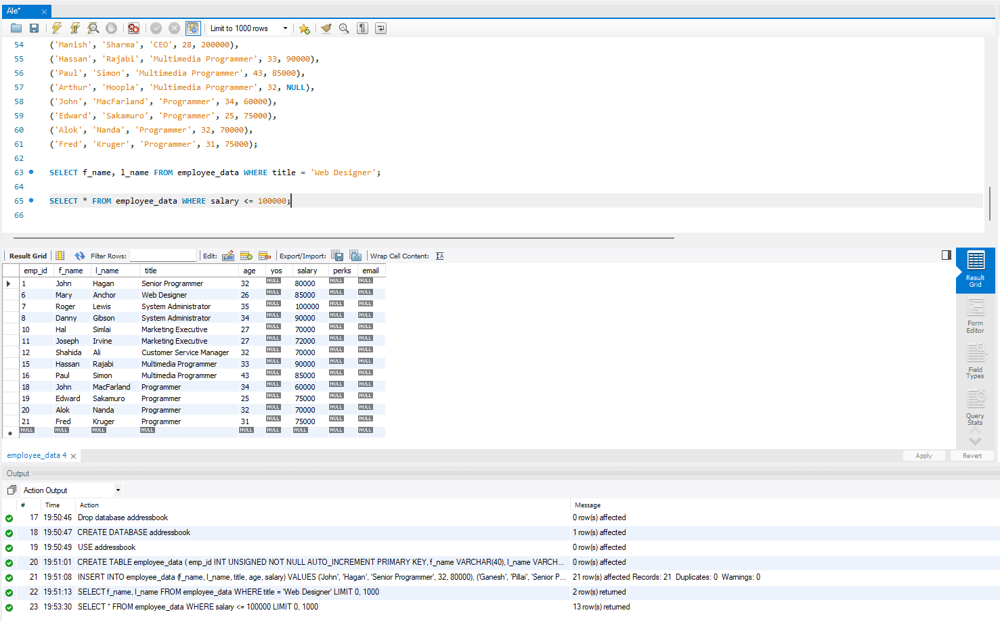 Ale*
Limit to 1000 rows
54 ('Manish', 'Sharma', 'CEO', 28, 200000),
55 ('Hassan', 'Rajabi', 'Multimedia Programmer', 33, 90000),
56 ('Paul', 'Simon', 'Multimedia Programmer', 43, 85000),
57 ('Arthur', 'Hoopla', 'Multimedia Programmer', 32, NULL),
58 ('John', 'MacFarland', 'Programmer', 34, 60000),
59 ('Edward', 'Sakamuro', 'Programmer', 25, 75000),
60 ('Alok', 'Nanda', 'Programmer', 32, 70000),
61 ('Fred', 'Kruger', 'Programmer', 31, 75000);
62
63 SELECT f_name, l_name FROM employee_data WHERE title = 'Web Designer';
64
65 SELECT * FROM employee_data WHERE salary <= 100000;
66
Result Grid Filter Rows: Edit: Export/Import: Wrap Cell Content:
emp_id f_name l_name title age yos salary perks email
1 John Hagan Senior Programmer 32 NULL 80000 NULL NULL
6 Mary Anchor Web Designer 26 NULL 85000 NULL NULL
7 Roger Lewis System Administrator 35 NULL 100000 NULL NULL
8 Danny Gibson System Administrator 34 NULL 90000 NULL NULL
10 Hal Simlai Marketing Executive 27 NULL 70000 NULL NULL
11 Joseph Irvine Marketing Executive 27 NULL 72000 NULL NULL
12 Shahida Ali Customer Service Manager 32 NULL 70000 NULL NULL
15 Hassan Rajabi Multimedia Programmer 33 NULL 90000 NULL NULL
16 Paul Simon Multimedia Programmer 43 NULL 85000 NULL NULL
18 John MacFarland Programmer 34 NULL 60000 NULL NULL
19 Edward Sakamuro Programmer 25 NULL 75000 NULL NULL
20 Alok Nanda Programmer 32 NULL 70000 NULL NULL
21 Fred Kruger Programmer 31 NULL 75000 NULL NULL
NULL NULL NULL NULL NULL NULL NULL NULL NULL
Result
Grid
Form
Editor
Field
Types
Query
Stats
employee_data 4
Apply Revert
Output
Action Output
# Time Action Message
17 19:50:46 Drop database addressbook 0 row(s) affected
18 19:50:47 CREATE DATABASE addressbook 1 row(s) affected
19 19:50:49 USE addressbook 0 row(s) affected
20 19:51:01 CREATE TABLE employee_data ( emp_id INT UNSIGNED NOT NULL AUTO_INCREMENT PRIMARY KEY, f_name VARCHAR(40), l_name VARCH... 0 row(s) affected
21 19:51:08 INSERT INTO employee_data (f_name, l_name, title, age, salary) VALUES ('John', 'Hagan', 'Senior Programmer', 32, 80000), ('Ganesh', 'Pillai', 'Senior P... 21 row(s) affected Records: 21 Duplicates: 0 Warnings: 0
22 19:51:13 SELECT f_name, l_name FROM employee_data WHERE title = 'Web Designer' LIMIT 0, 1000 2 row(s) returned
23 19:53:30 SELECT * FROM employee_data WHERE salary <= 100000 LIMIT 0, 1000 13 row(s) returned